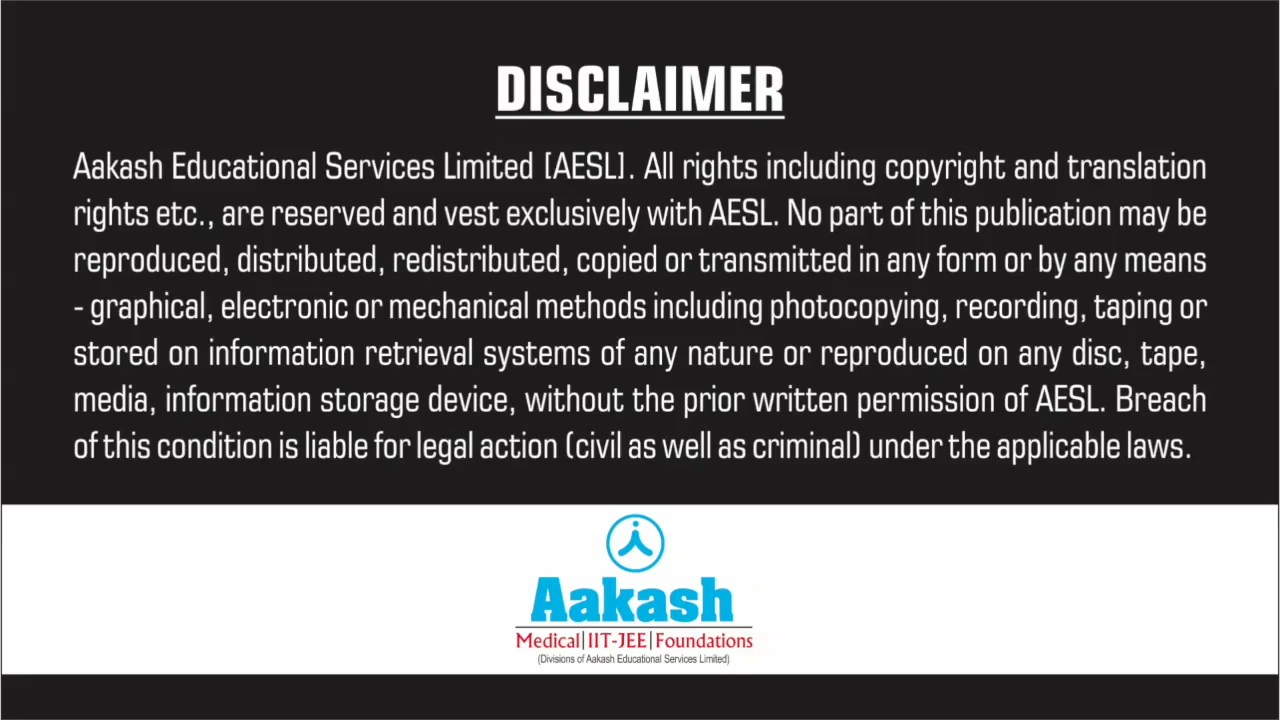 DISCLAIMER
Aakash Educational Services Limited [AESL]. All rights including copyright and translation
rights etc., are reserved and vest exclusively with AESL. No part of this publication may be
reproduced, distributed, redistributed, copied or transmitted in any form or by any means
- graphical, electronic or mechanical methods including photocopying, recording, taping or
stored on information retrieval systems of any nature or reproduced on any disc, tape,
media, information storage device, without the prior written permission of AESL. Breach
of this condition is liable for legal action (civil as well as criminal) under the applicable laws.
Aakash
Medical|IIT-JEE|Foundations
(Divisions of Aakash Educational Services Limited)